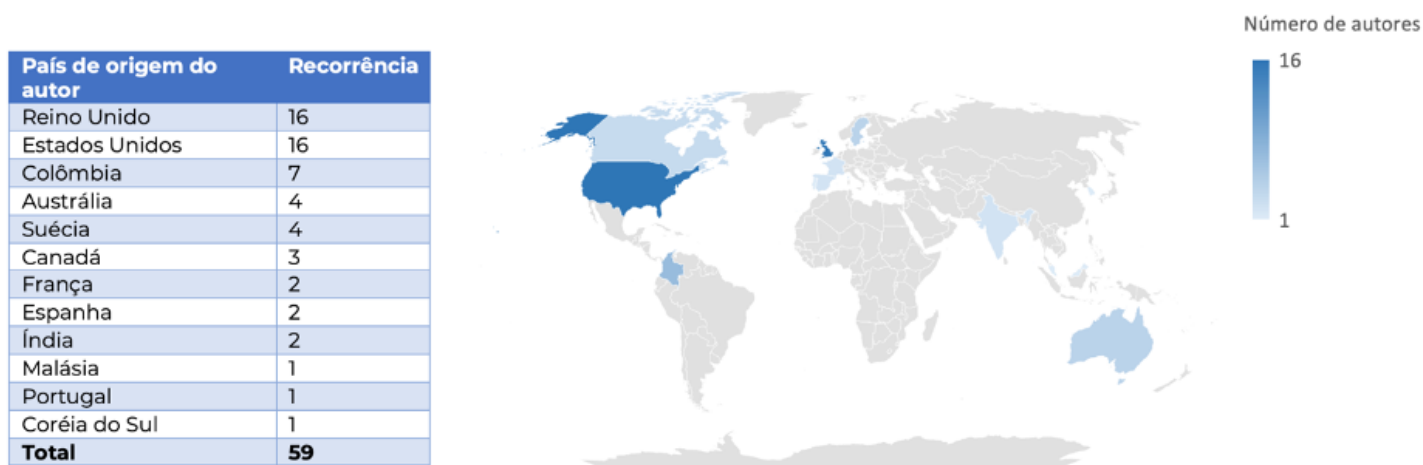 País de origem do autor Recorrência
Reino Unido 16
Estados Unidos 16
Colômbia 7
Austrália 4
Suécia 4
Canadá 3
França 2
Espanha 2
Índia 2
Malásia 1
Portugal 1
Coréia do Sul 1
Total 59
Número de autores
16
1